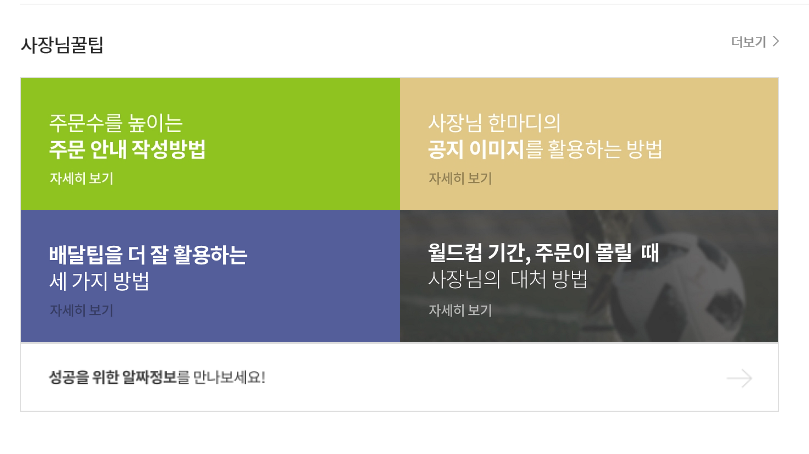 사장님꿀팁
더보기
주문수를 높이는
주문 안내 작성방법
자세히 보기
사장님 한마디의
공지 이미지를 활용하는 방법
자세히 보기
배달팁을 더 잘 활용하는
세 가지 방법
자세히 보기
월드컵 기간, 주문이 몰릴 때
사장님의 대처 방법
자세히 보기
성공을 위한 알짜정보를 만나보세요!